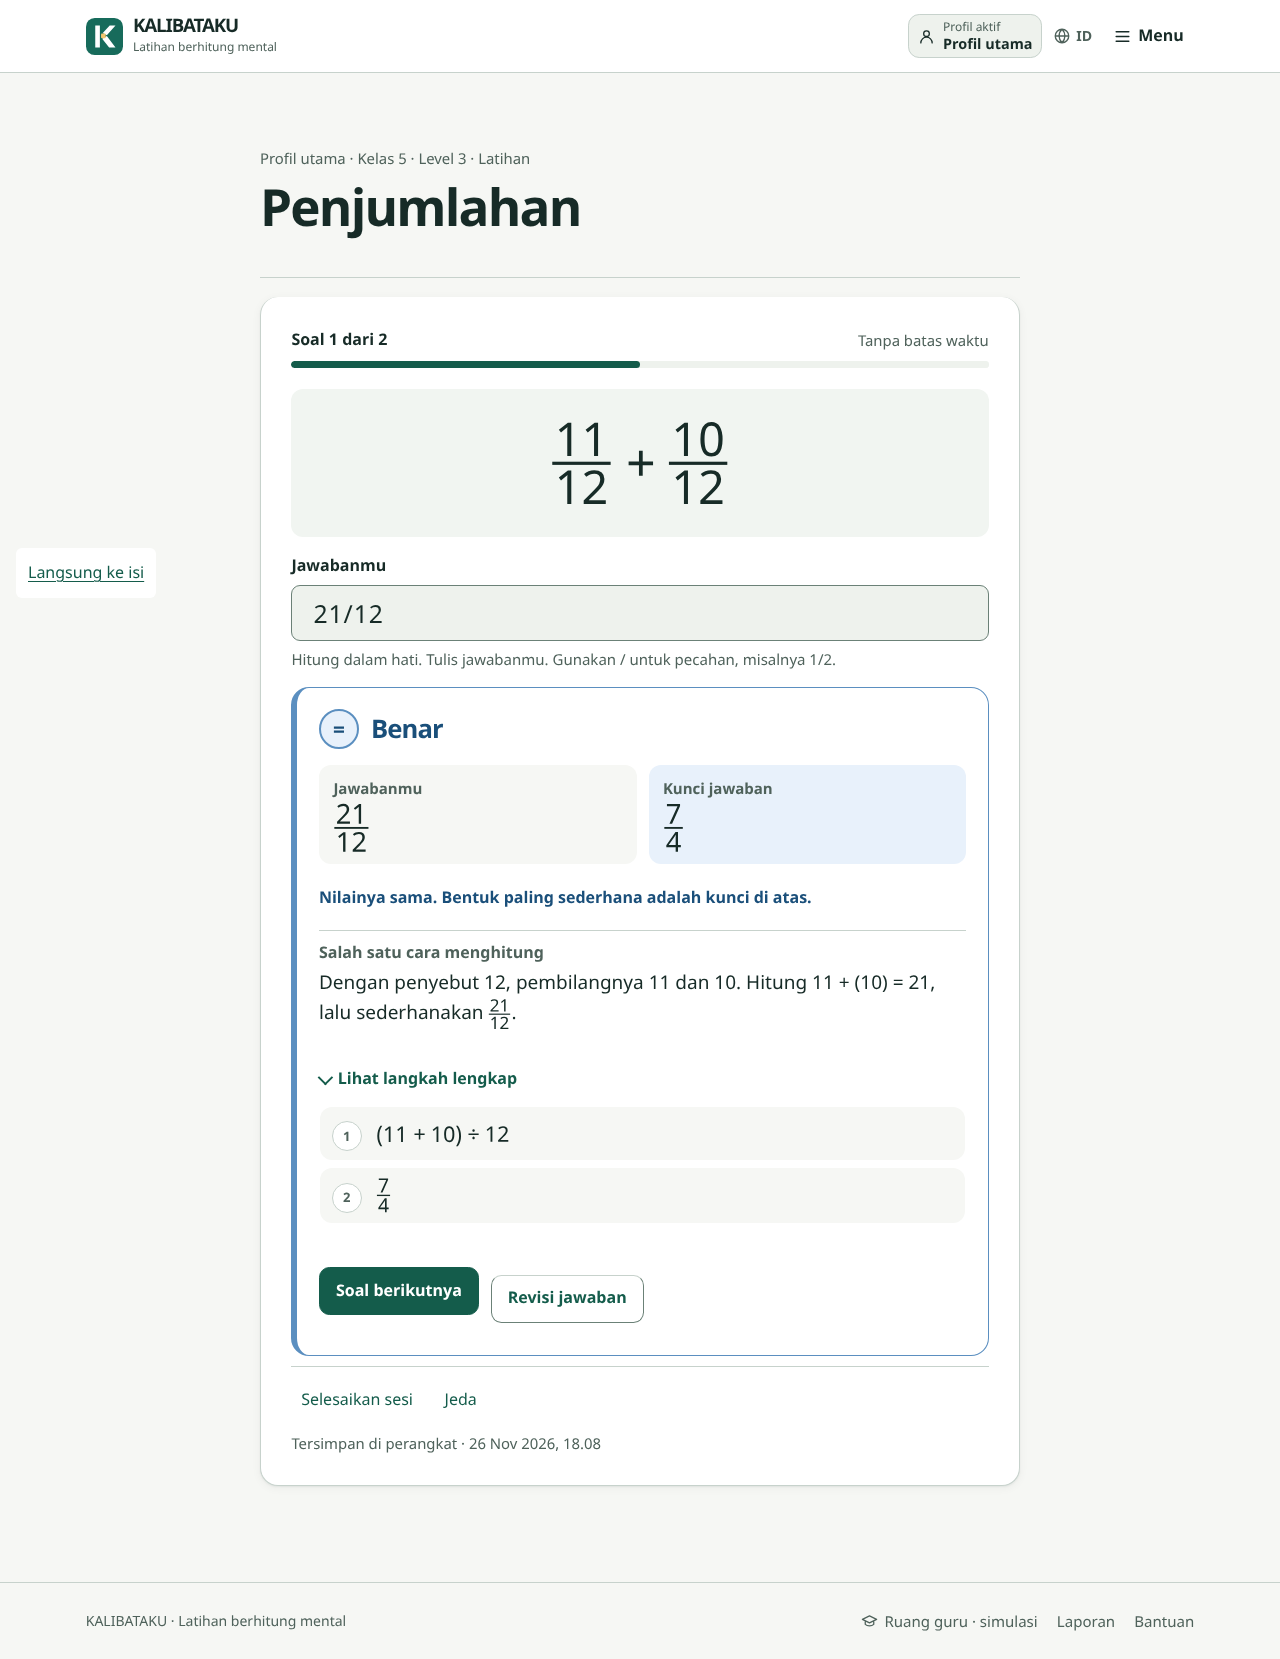 KALIBATAKU
Latihan berhitung mental
Profil aktif
Profil utama
ID
Menu
Profil utama · Kelas 5 · Level 3 · Latihan
Penjumlahan
Soal 1 dari 2
Tanpa batas waktu
11/12 + 10/12
Langsung ke isi
Jawabanmu
21/12
Hitung dalam hati. Tulis jawabanmu. Gunakan / untuk pecahan, misalnya 1/2.
= Benar
Jawabanmu
21/12
Kunci jawaban
7/4
Nilainya sama. Bentuk paling sederhana adalah kunci di atas.
Salah satu cara menghitung
Dengan penyebut 12, pembilangnya 11 dan 10. Hitung 11 + (10) = 21,
lalu sederhanakan 21/12.
Lihat langkah lengkap
1 (11 + 10) ÷ 12
2 7/4
Soal berikutnya
Revisi jawaban
Selesaikan sesi
Jeda
Tersimpan di perangkat · 26 Nov 2026, 18.08
KALIBATAKU · Latihan berhitung mental
Ruang guru · simulasi
Laporan
Bantuan